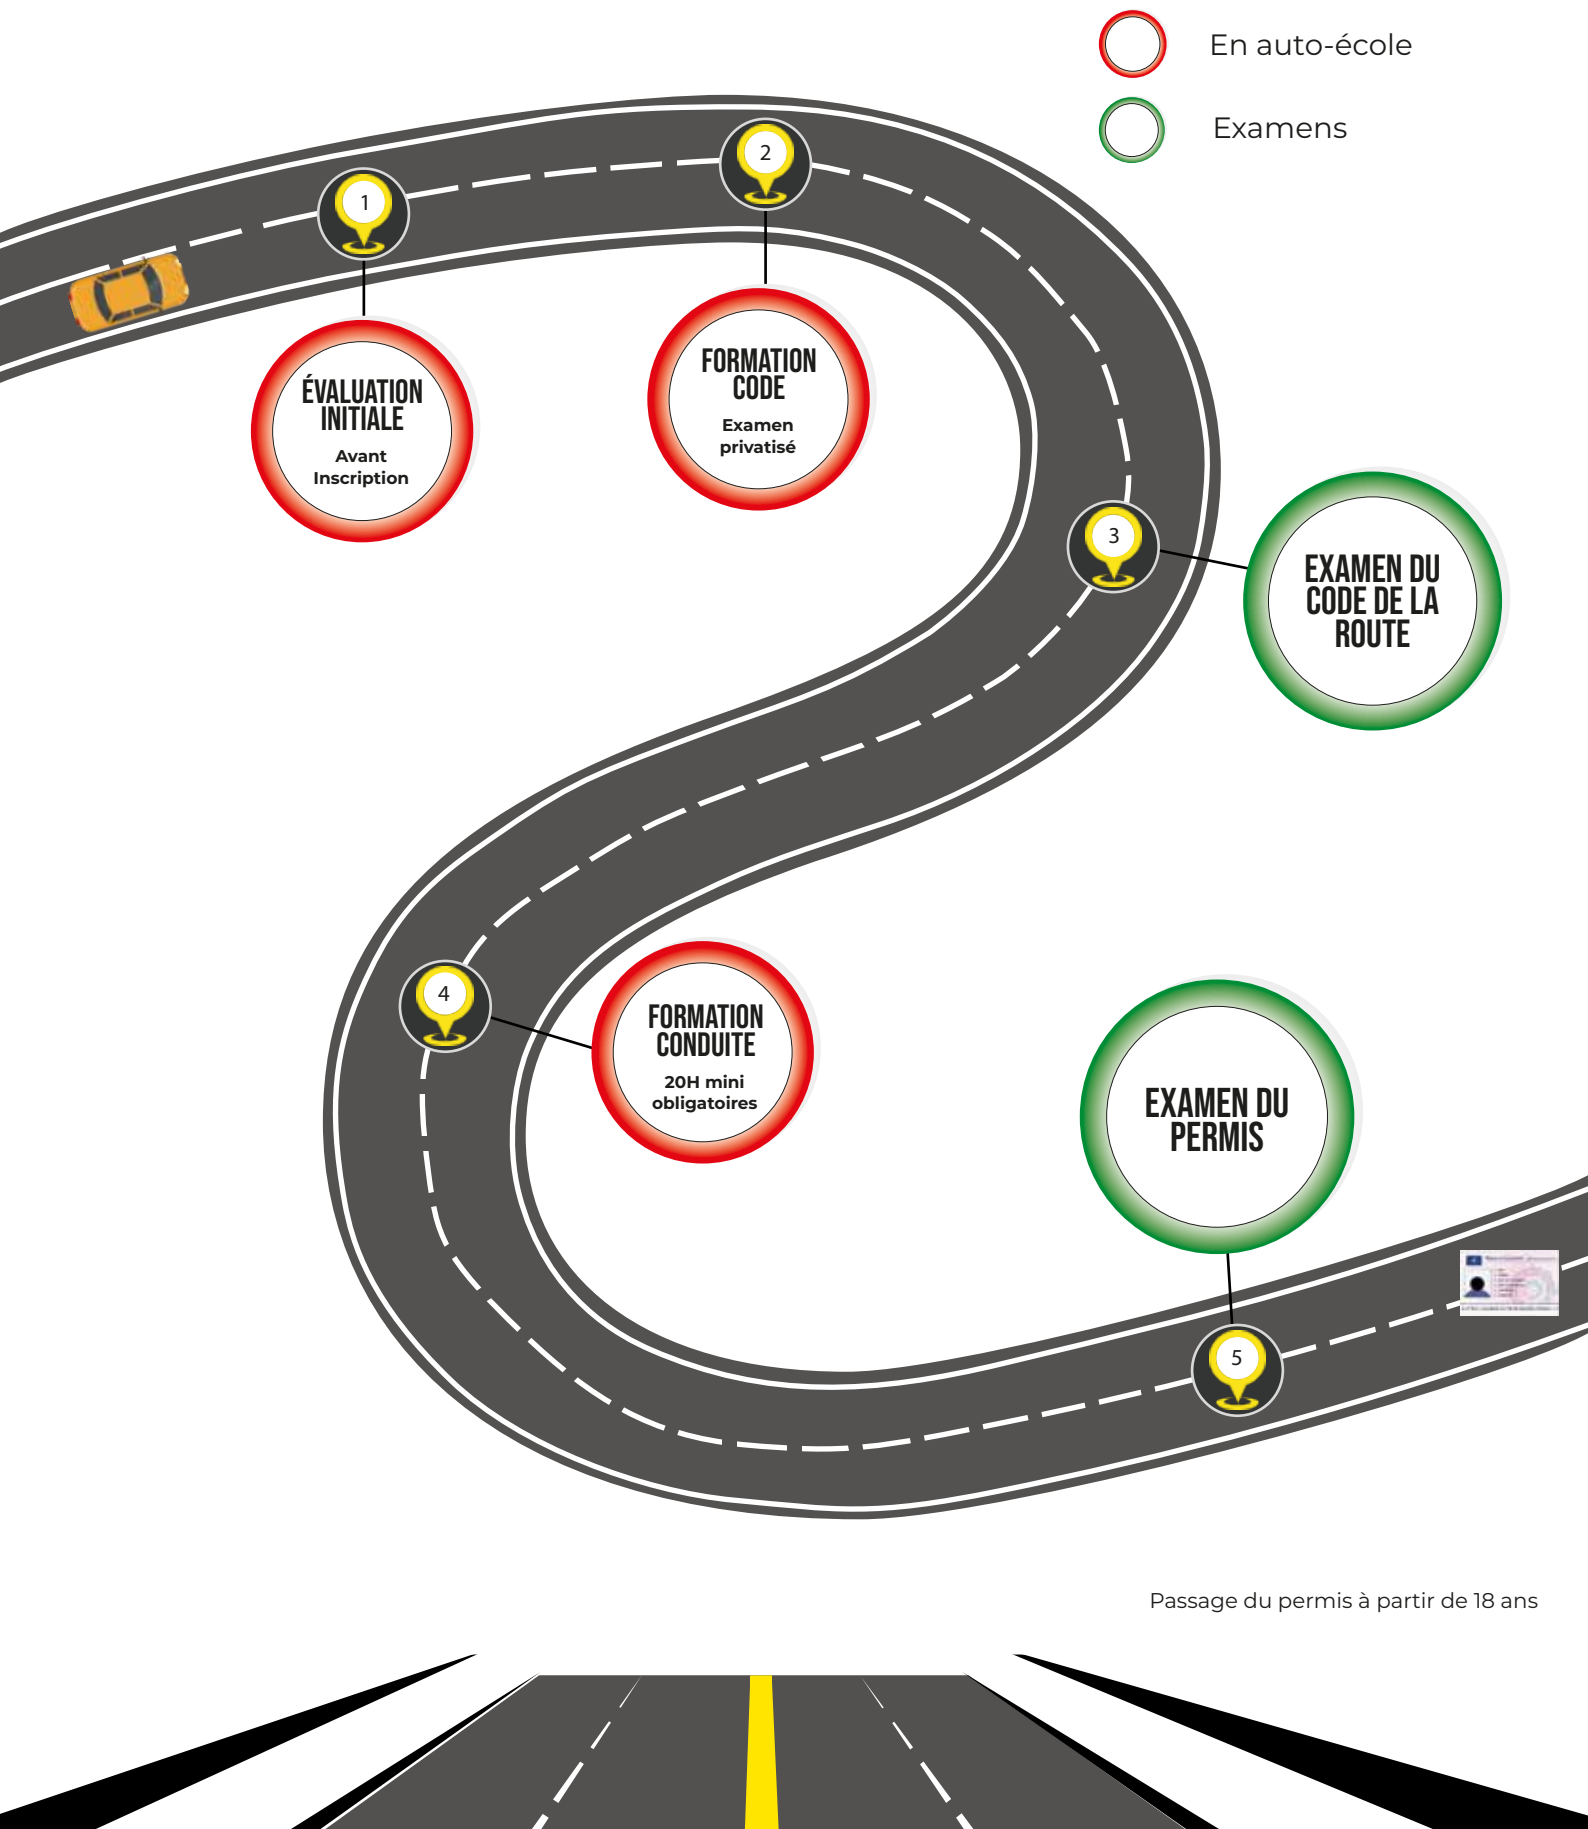 En auto-école
Examens
1
2
ÉVALUATION
INITIALE
Avant
Inscription
FORMATION
CODE
Examen
privatisé
3
EXAMEN DU
CODE DE LA
ROUTE
4
FORMATION
CONDUITE
20H mini
obligatoires
EXAMEN DU
PERMIS
5
Passage du permis à partir de 18 ans